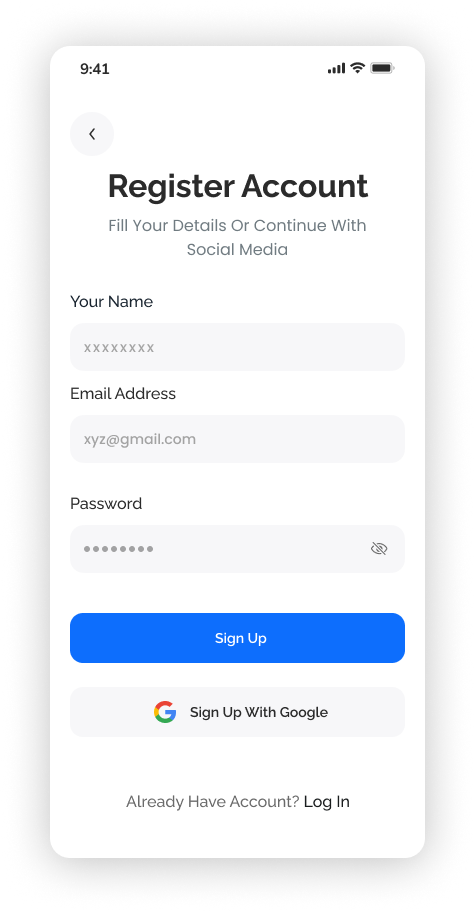 9:41
Register Account
Fill Your Details Or Continue With
Social Media
Your Name
xxxxxxxx
Email Address
xyz@gmail.com
Password
••••••••
Sign Up
Sign Up With Google
Already Have Account? Log In